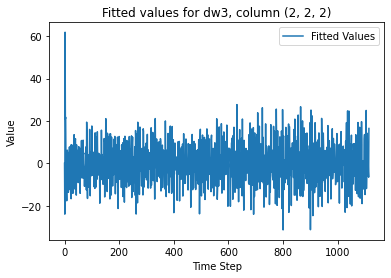 Fitted values for dw3, column (2, 2, 2)
Fitted Values
60
40
20
0
−20
Value
0
200
400
600
800
1000
Time Step